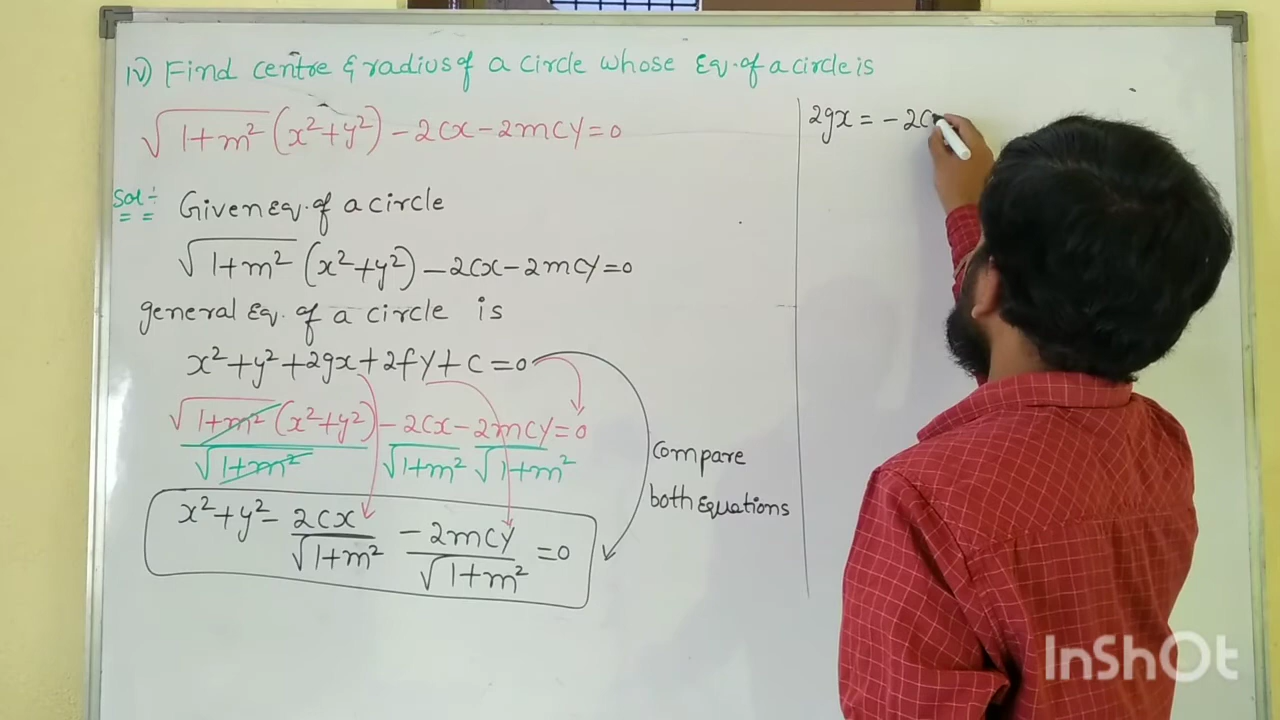 iv) Find centre & radius of a circle whose Eq. of a circle is
√1+m² (x²+y²) - 2cx - 2mcy = 0
Sol :-
Given Eq. of a circle
√1+m² (x²+y²) - 2cx - 2mcy = 0
general Eq. of a circle is
x²+y²+2gx+2fy+c=0
√1+m² (x²+y²)/√1+m² - 2cx/√1+m² - 2mcy/√1+m² = 0
x²+y² - 2cx/√1+m² - 2mcy/√1+m² = 0
Compare
both Equations
2gx = -2c
InShot